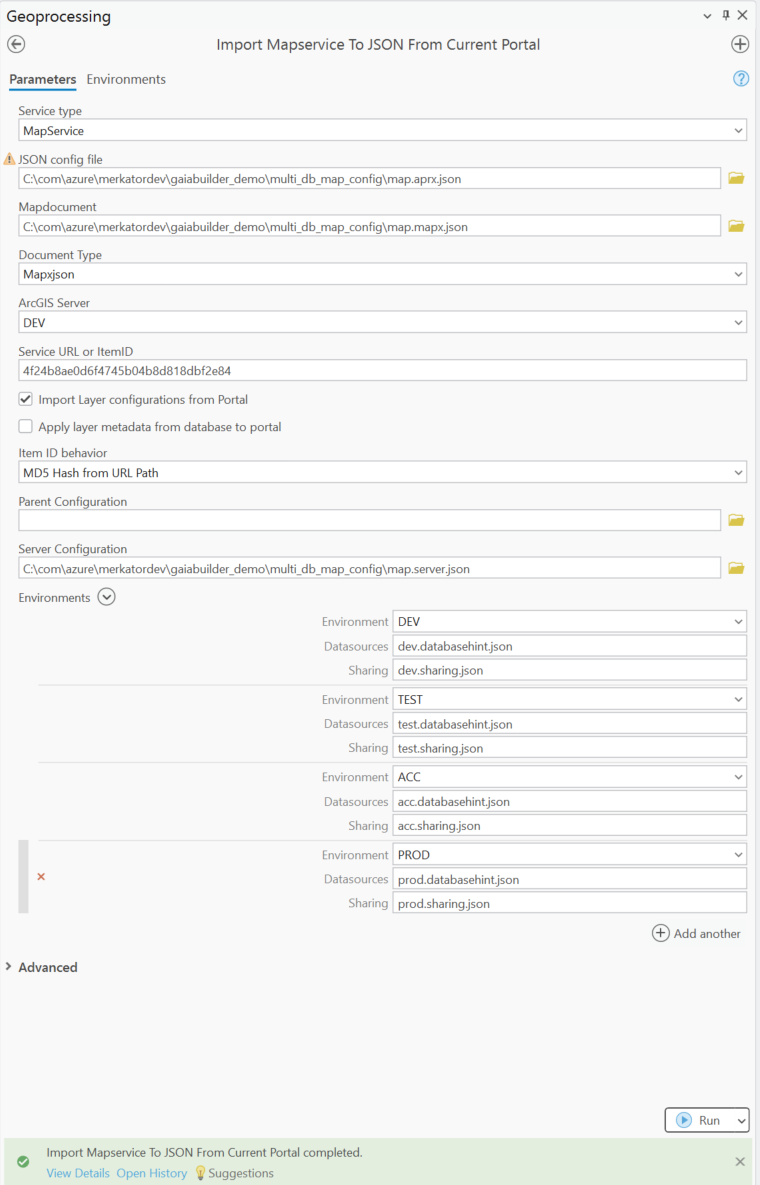 Geoprocessing
Import Mapservice To JSON From Current Portal
Parameters Environments
Service type
MapService
JSON config file
C:\com\azure\merkatordev\gaiabuilder_demo\multi_db_map_config\map.aprx.json
Mapdocument
C:\com\azure\merkatordev\gaiabuilder_demo\multi_db_map_config\map.mapx.json
Document Type
Mapxjson
ArcGIS Server
DEV
Service URL or ItemID
4f24b8ae0d6f4745b04b8d818dbf2e84
Import Layer configurations from Portal
Apply layer metadata from database to portal
Item ID behavior
MD5 Hash from URL Path
Parent Configuration
Server Configuration
C:\com\azure\merkatordev\gaiabuilder_demo\multi_db_map_config\map.server.json
Environments
Environment DEV
Datasources dev.databasehint.json
Sharing dev.sharing.json
Environment TEST
Datasources test.databasehint.json
Sharing test.sharing.json
Environment ACC
Datasources acc.databasehint.json
Sharing acc.sharing.json
Environment PROD
Datasources prod.databasehint.json
Sharing prod.sharing.json
Add another
Advanced
Run
Import Mapservice To JSON From Current Portal completed.
View Details Open History Suggestions